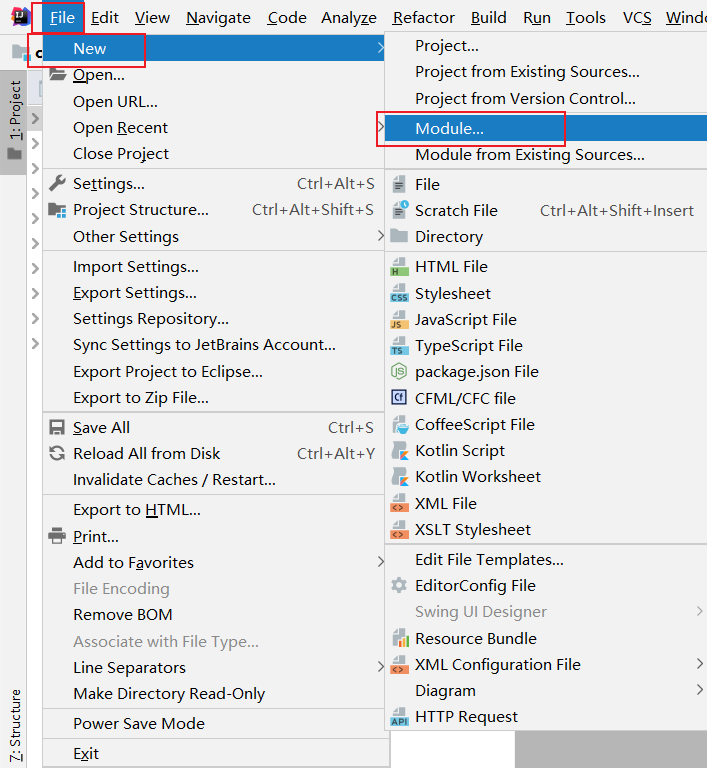 File Edit View Navigate Code Analyze Refactor Build Run Tools VCS Windo
1: Project
7: Structure
New
Open...
Open URL...
Open Recent
Close Project
Settings... Ctrl+Alt+S
Project Structure... Ctrl+Alt+Shift+S
Other Settings
Import Settings...
Export Settings...
Settings Repository...
Sync Settings to JetBrains Account...
Export Project to Eclipse...
Export to Zip File...
Save All Ctrl+S
Reload All from Disk Ctrl+Alt+Y
Invalidate Caches / Restart...
Export to HTML...
Print...
Add to Favorites
File Encoding
Remove BOM
Associate with File Type...
Line Separators
Make Directory Read-Only
Power Save Mode
Exit
Project...
Project from Existing Sources...
Project from Version Control...
Module...
Module from Existing Sources...
File
Scratch File Ctrl+Alt+Shift+Insert
Directory
HTML File
Stylesheet
JavaScript File
TypeScript File
package.json File
CFML/CFC file
CoffeeScript File
Kotlin Script
Kotlin Worksheet
XML File
XSLT Stylesheet
Edit File Templates...
EditorConfig File
Swing UI Designer
Resource Bundle
XML Configuration File
Diagram
HTTP Request